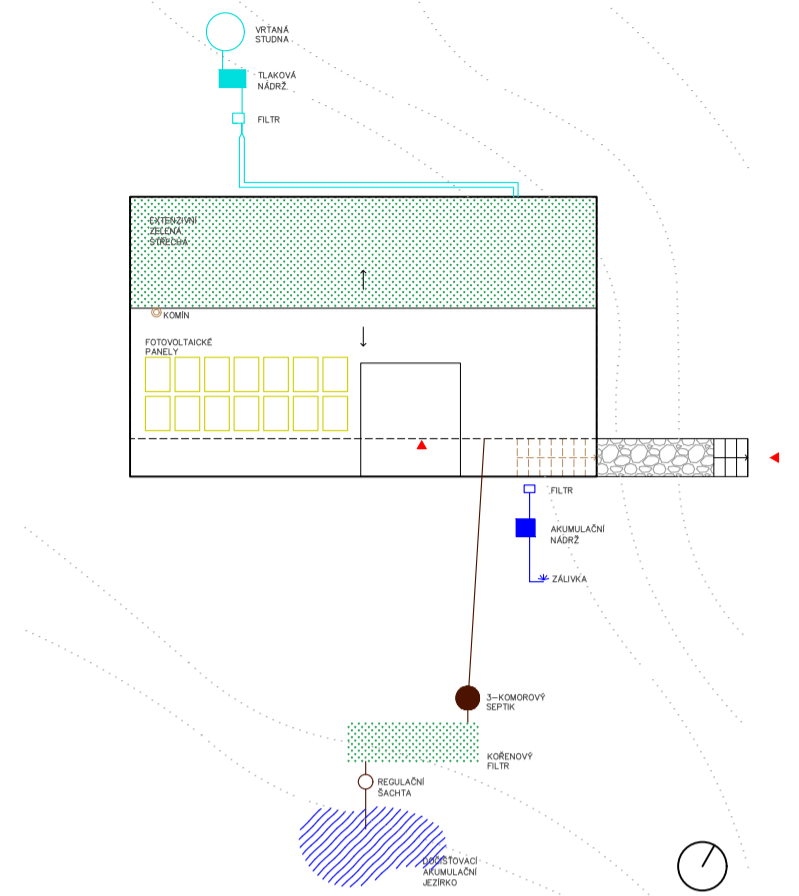 VRTANÁ
STUDNA
TLAKOVÁ
NÁDRŽ
FILTR
EXTENZIVNÍ
ZELENÁ
STŘECHA
KOMÍN
FOTOVOLTAICKÉ
PANELY
FILTR
AKUMULAČNÍ
NÁDRŽ
ZÁLIVKA
3-KOMOROVÝ
SEPTIK
KOŘENOVÝ
FILTR
REGULAČNÍ
ŠACHTA
DOČIŠŤOVACÍ
AKUMULAČNÍ
JEZÍRKO